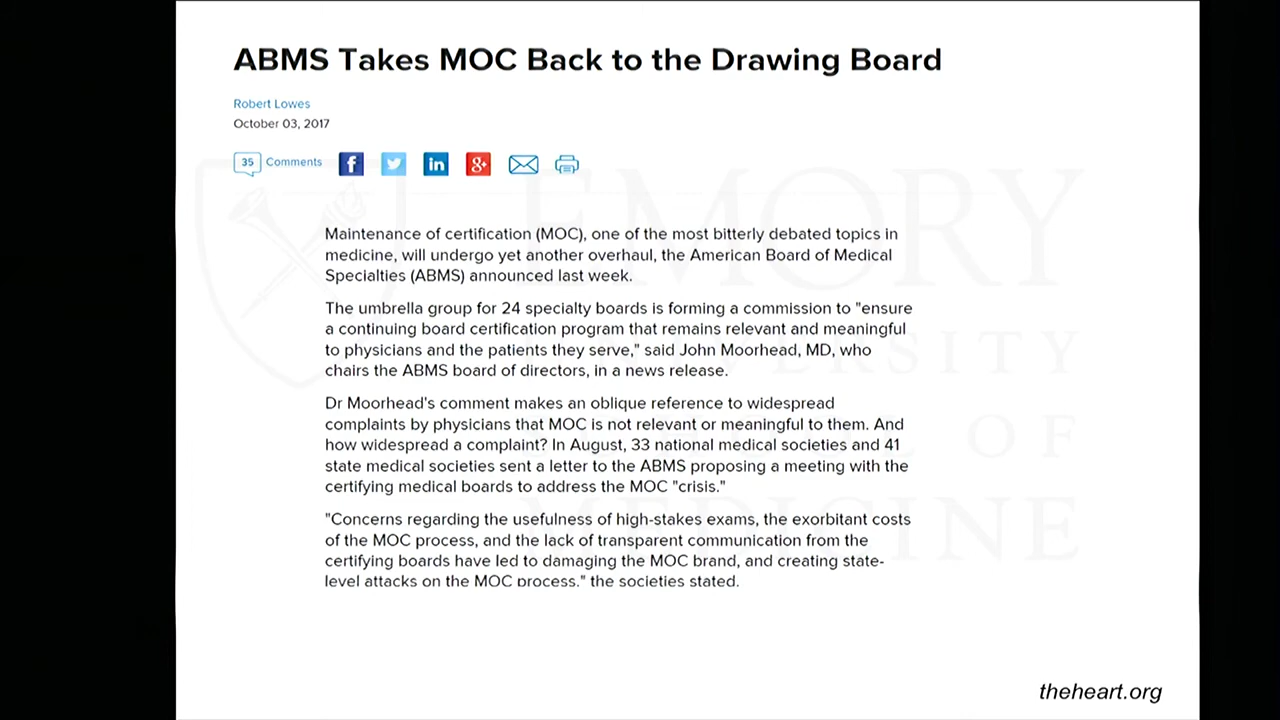 ABMS Takes MOC Back to the Drawing Board
Robert Lowes
October 03, 2017
35 Comments
f
in
g+
Maintenance of certification (MOC), one of the most bitterly debated topics in
medicine, will undergo yet another overhaul, the American Board of Medical
Specialties (ABMS) announced last week.
The umbrella group for 24 specialty boards is forming a commission to "ensure
a continuing board certification program that remains relevant and meaningful
to physicians and the patients they serve," said John Moorhead, MD, who
chairs the ABMS board of directors, in a news release.
Dr Moorhead's comment makes an oblique reference to widespread
complaints by physicians that MOC is not relevant or meaningful to them. And
how widespread a complaint? In August, 33 national medical societies and 41
state medical societies sent a letter to the ABMS proposing a meeting with the
certifying medical boards to address the MOC "crisis."
"Concerns regarding the usefulness of high-stakes exams, the exorbitant costs
of the MOC process, and the lack of transparent communication from the
certifying boards have led to damaging the MOC brand, and creating state-
level attacks on the MOC process," the societies stated.
EMORY
theheart.org